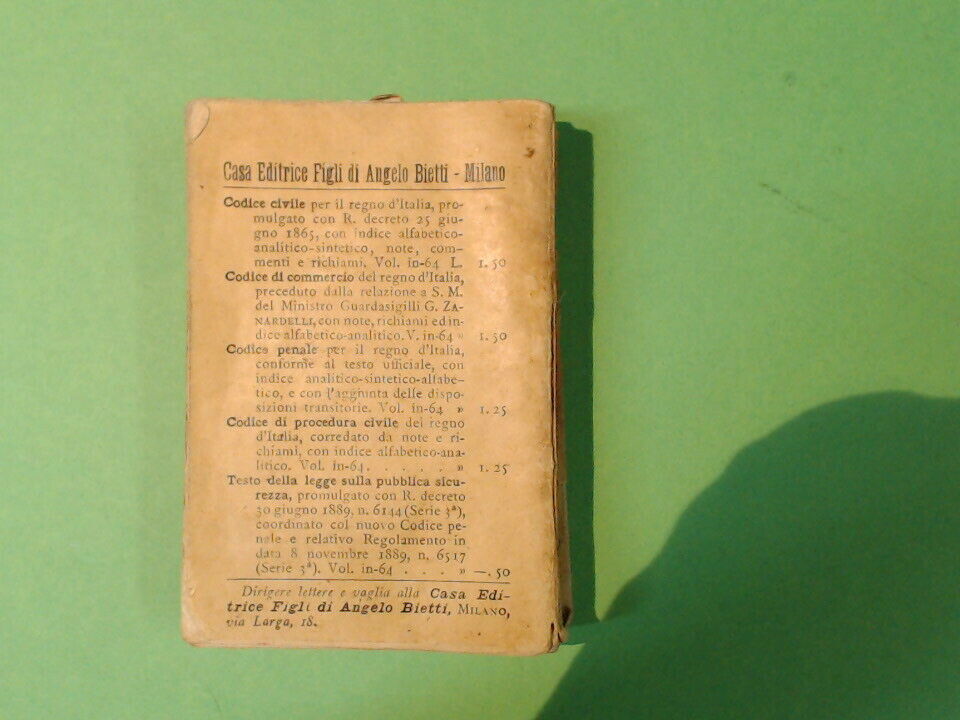 Casa Editrice Figli di Angelo Bietti - Milano
Codice civile per il regno d'Italia, pro-
mulgato con R. decreto 25 giu-
gno 1865, con indice alfabetico-
analitico-sintetico, note, com-
menti e richiami. Vol. in-64 L. 1.50
Codice di commercio del regno d'Italia,
preceduto dalla relazione a S. M.
del Ministro Guardasigilli G. ZA-
NARDELLI, con note, richiami ed in-
dice alfabetico-analitico. V. in-64 » 1.50
Codice penale per il regno d'Italia,
conforme al testo ufficiale, con
indice analitico-sintetico-alfabe-
tico, e con l'aggiunta delle dispo-
sizioni transitorie. Vol. in-64 » 1.25
Codice di procedura civile del regno
d'Italia, corredato da note e ri-
chiami, con indice alfabetico-ana-
litico. Vol. in-64. . . . . » 1.25
Testo della legge sulla pubblica sicu-
rezza, promulgato con R. decreto
30 giugno 1889, n. 6144 (Serie 3ª),
coordinato col nuovo Codice pe-
nale e relativo Regolamento in
data 8 novembre 1889, n. 6517
(Serie 3ª). Vol. in-64 . . . » —.50
Dirigere lettere e vaglia alla Casa Edi-
trice Figli di Angelo Bietti, MILANO,
via Larga, 18.